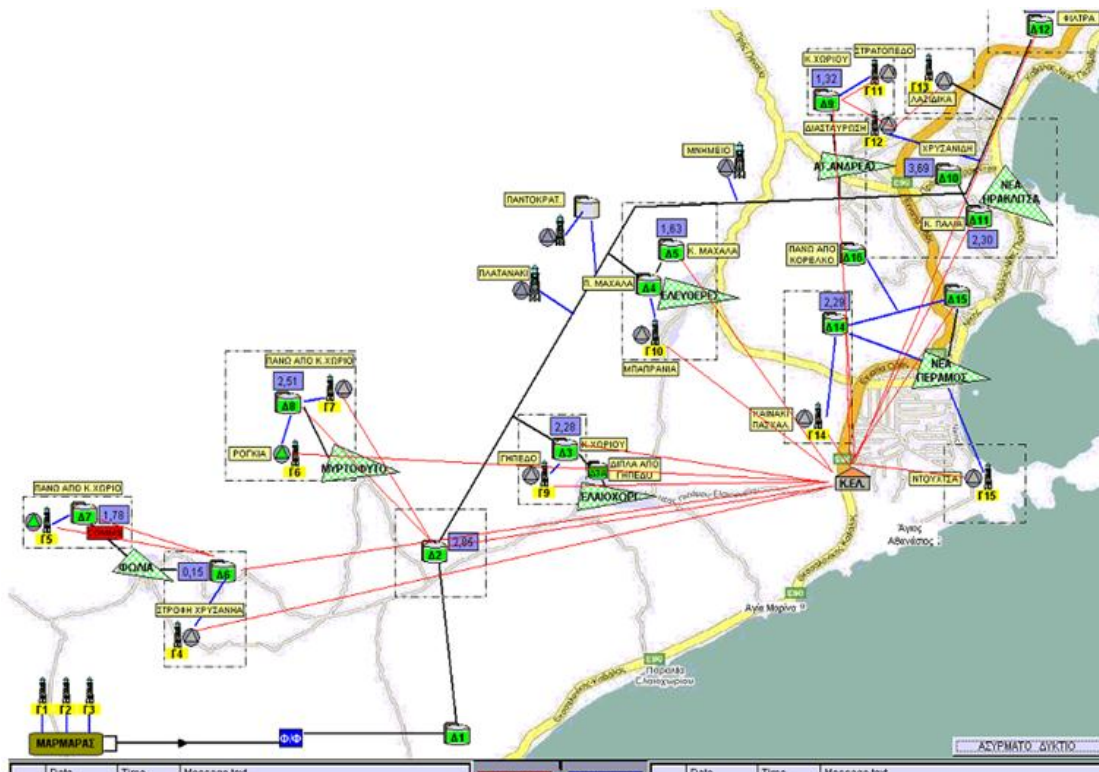 ΦΙΛΤΡΑ
Δ12
ΣΤΡΑΤΟΠΕΔΟ
Κ.ΧΩΡΙΟΥ
1,32
Γ11
Γ13
Δ9
ΛΑΖΙΔΙΚΑ
ΔΙΑΣΤΑΥΡΩΣΗ
Γ12
ΧΡΥΣΑΝΙΔΗ
ΜΝΗΜΕΙΟ
ΑΓ.ΑΝΔΡΕΑΣ
3,69
Δ10
ΝΕΑ
ΗΡΑΚΛΙΤΣΑ
ΠΑΝΤΟΚΡΑΤ.
Κ. ΠΑΛΙΑ
Δ11
1,63
2,30
Δ5
Κ. ΜΑΧΑΛΑ
ΠΑΝΩ ΑΠΟ
ΚΟΡΕΛΚΟ
Δ16
ΠΛΑΤΑΝΑΚΙ
Π. ΜΑΧΑΛΑ
Δ4
ΕΛΕΥΘΕΡΕΣ
2,29
Δ15
Δ14
Γ10
ΠΑΝΩ ΑΠΟ Κ.ΧΩΡΙΟ
ΜΠΑΠΡΑΝΙΑ
ΝΕΑ
ΠΕΡΑΜΟΣ
2,51
Δ8
Γ7
ΚΑΙΝΑΚΙ
ΠΑΣΧΑΛ.
Γ14
2,28
Κ.ΧΩΡΙΟΥ
ΡΟΓΚΙΑ
Γ6
ΜΥΡΤΟΦΥΤΟ
ΓΗΠΕΔΟ
Δ3
ΔΙΠΛΑ ΑΠΟ
ΓΗΠΕΔΟ
Γ9
ΕΛΑΙΟΧΩΡΙ
Κ.ΕΛ.
ΝΤΟΥΧΤΣΑ
Γ15
ΠΑΝΩ ΑΠΟ Κ.ΧΩΡΙΟ
Δ7
1,78
Γ5
Άγιος
Αθανάσιος
Δ2
2,86
ΦΩΛΙΑ
0,15
Δ6
ΣΤΡΟΦΗ ΧΡΥΣΑΝΗΑ
Γ4
Αγία Μαρίνα
Παραλία
Ελαιοχωρίου
Γ1
Γ2
Γ3
ΜΑΡΜΑΡΑΣ
Φ/Φ
Δ1
ΑΣΥΡΜΑΤΟ ΔΥΚΤΙΟ
Date Time Message text Date Time Message text